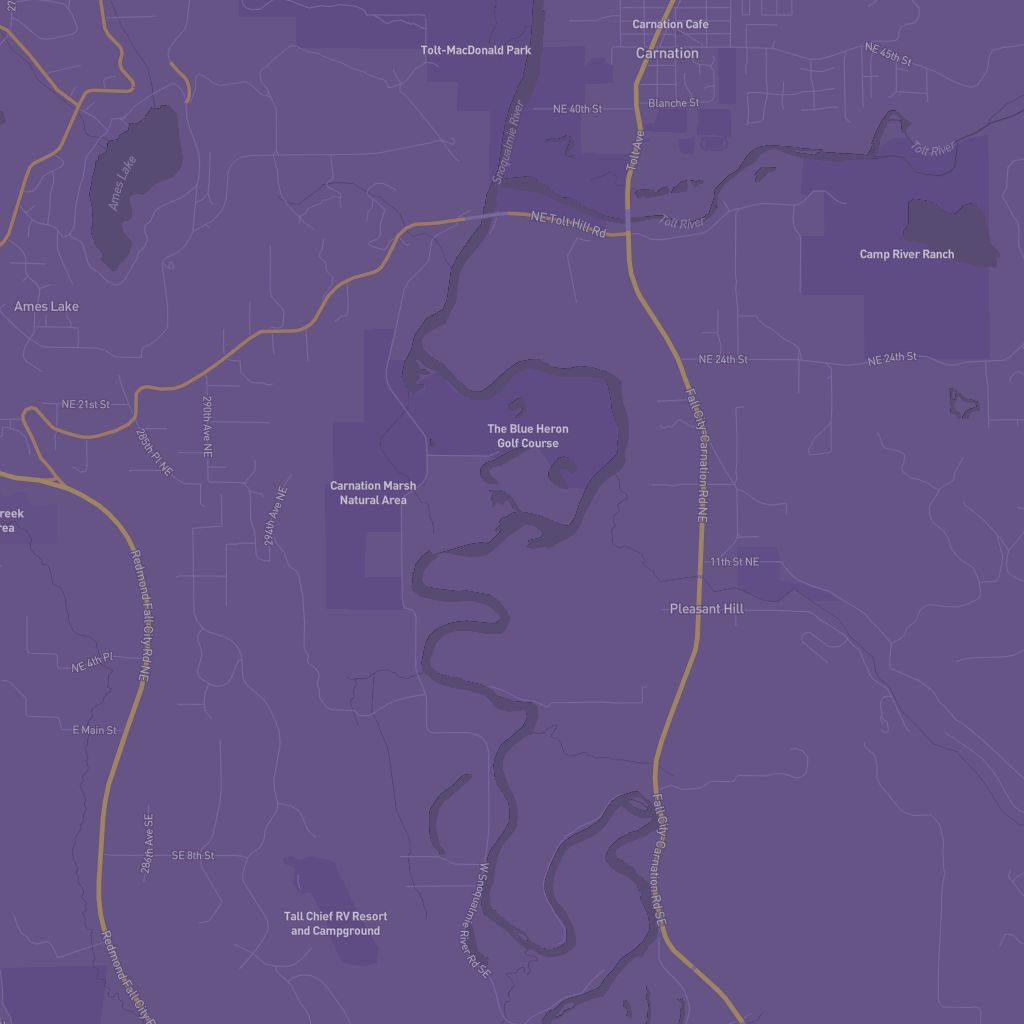 27
Carnation Cafe
Tolt-MacDonald Park
Carnation
NE 45th St
NE 40th St
Blanche St
Snoqualmie River
Tolt Ave
Tolt River
Ames Lake
NE Tolt Hill Rd
Tolt River
Camp River Ranch
Ames Lake
NE 24th St
NE 24th St
NE 21st St
290th Ave NE
285th Pl NE
The Blue Heron
Golf Course
Fall City-Carnation Rd NE
Carnation Marsh
Natural Area
294th Ave NE
reek
rea
11th St NE
Redmond Fall City Rd NE
Pleasant Hill
NE 4th Pl
E Main St
286th Ave SE
SE 8th St
Fall City-Carnation Rd SE
W Snoqualmie River Rd SE
Tall Chief RV Resort
and Campground
Redmond-Fall City